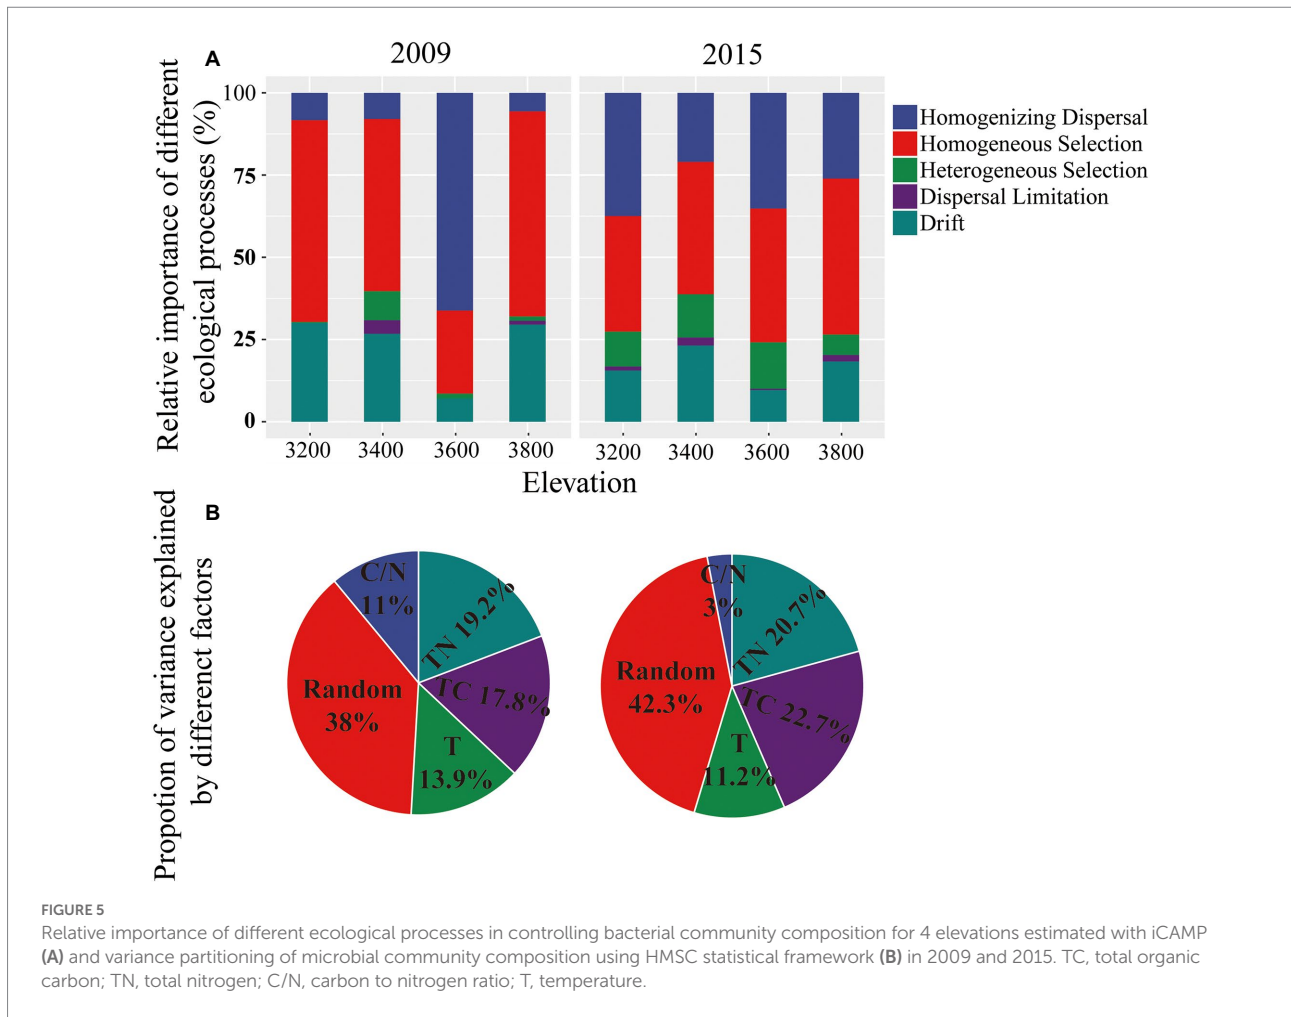 A
2009
2015
Relative importance of different
ecological processes (%)
100
75
50
25
0
3200
3400
3600
3800
3200
3400
3600
3800
Elevation
Homogenizing Dispersal
Homogeneous Selection
Heterogeneous Selection
Dispersal Limitation
Drift
B
Propotion of variance explained
by differenct factors
C/N
11%
TN 19.2%
TC 17.8%
T
13.9%
Random
38%
C/N
3%
TN 20.7%
TC 22.7%
T
11.2%
Random
42.3%
FIGURE 5
Relative importance of different ecological processes in controlling bacterial community composition for 4 elevations estimated with iCAMP
(A) and variance partitioning of microbial community composition using HMSC statistical framework (B) in 2009 and 2015. TC, total organic
carbon; TN, total nitrogen; C/N, carbon to nitrogen ratio; T, temperature.